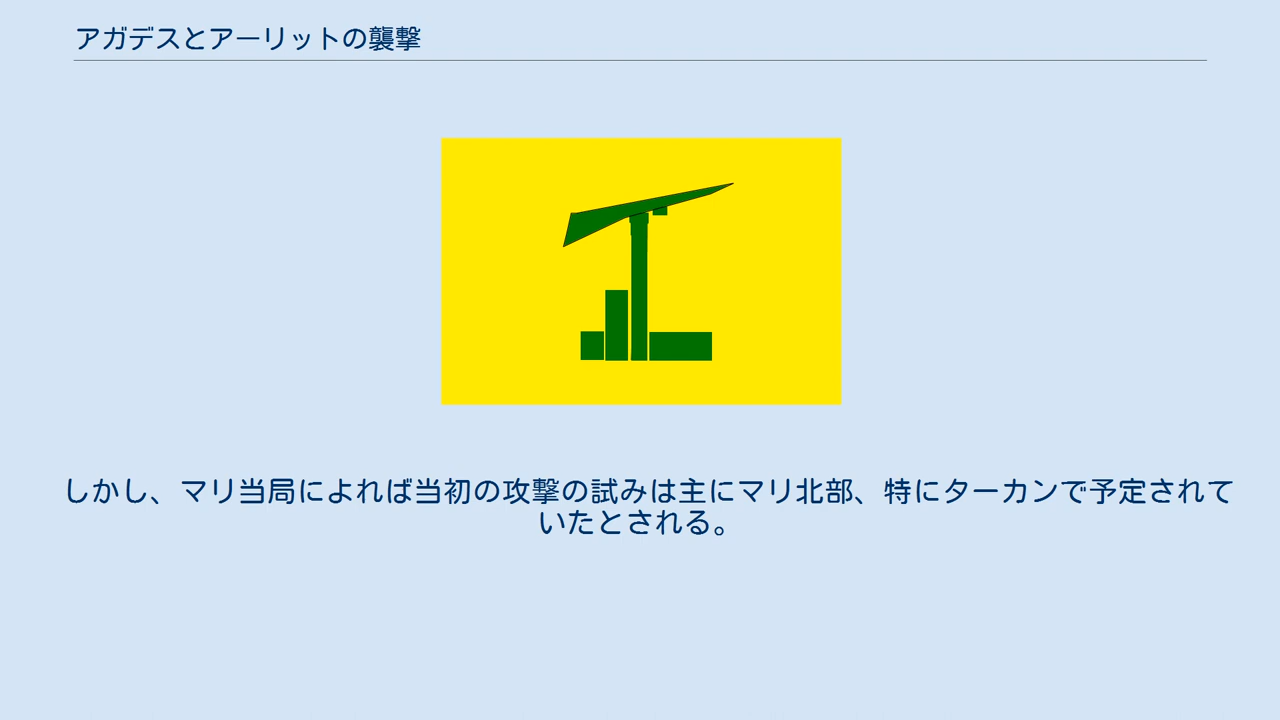 アガデスとアーリットの襲撃
しかし、マリ当局によれば当初の攻撃の試みは主にマリ北部、特にターカンで予定されて
いたとされる。